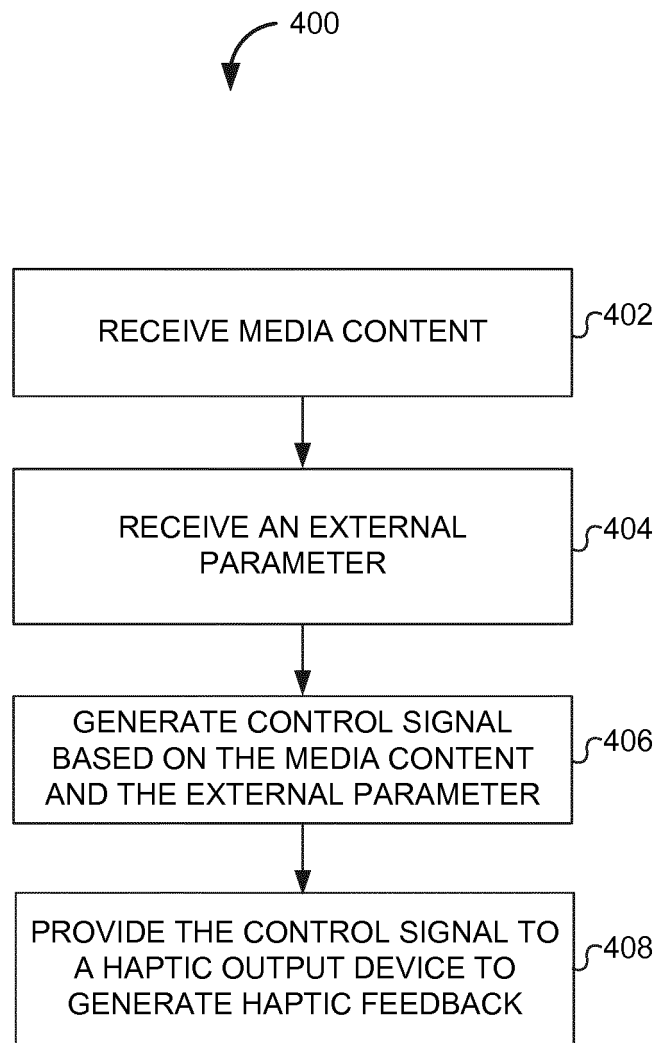 400
RECEIVE MEDIA CONTENT
402
RECEIVE AN EXTERNAL
PARAMETER
404
GENERATE CONTROL SIGNAL
BASED ON THE MEDIA CONTENT
AND THE EXTERNAL PARAMETER
406
PROVIDE THE CONTROL SIGNAL TO
A HAPTIC OUTPUT DEVICE TO
GENERATE HAPTIC FEEDBACK
408